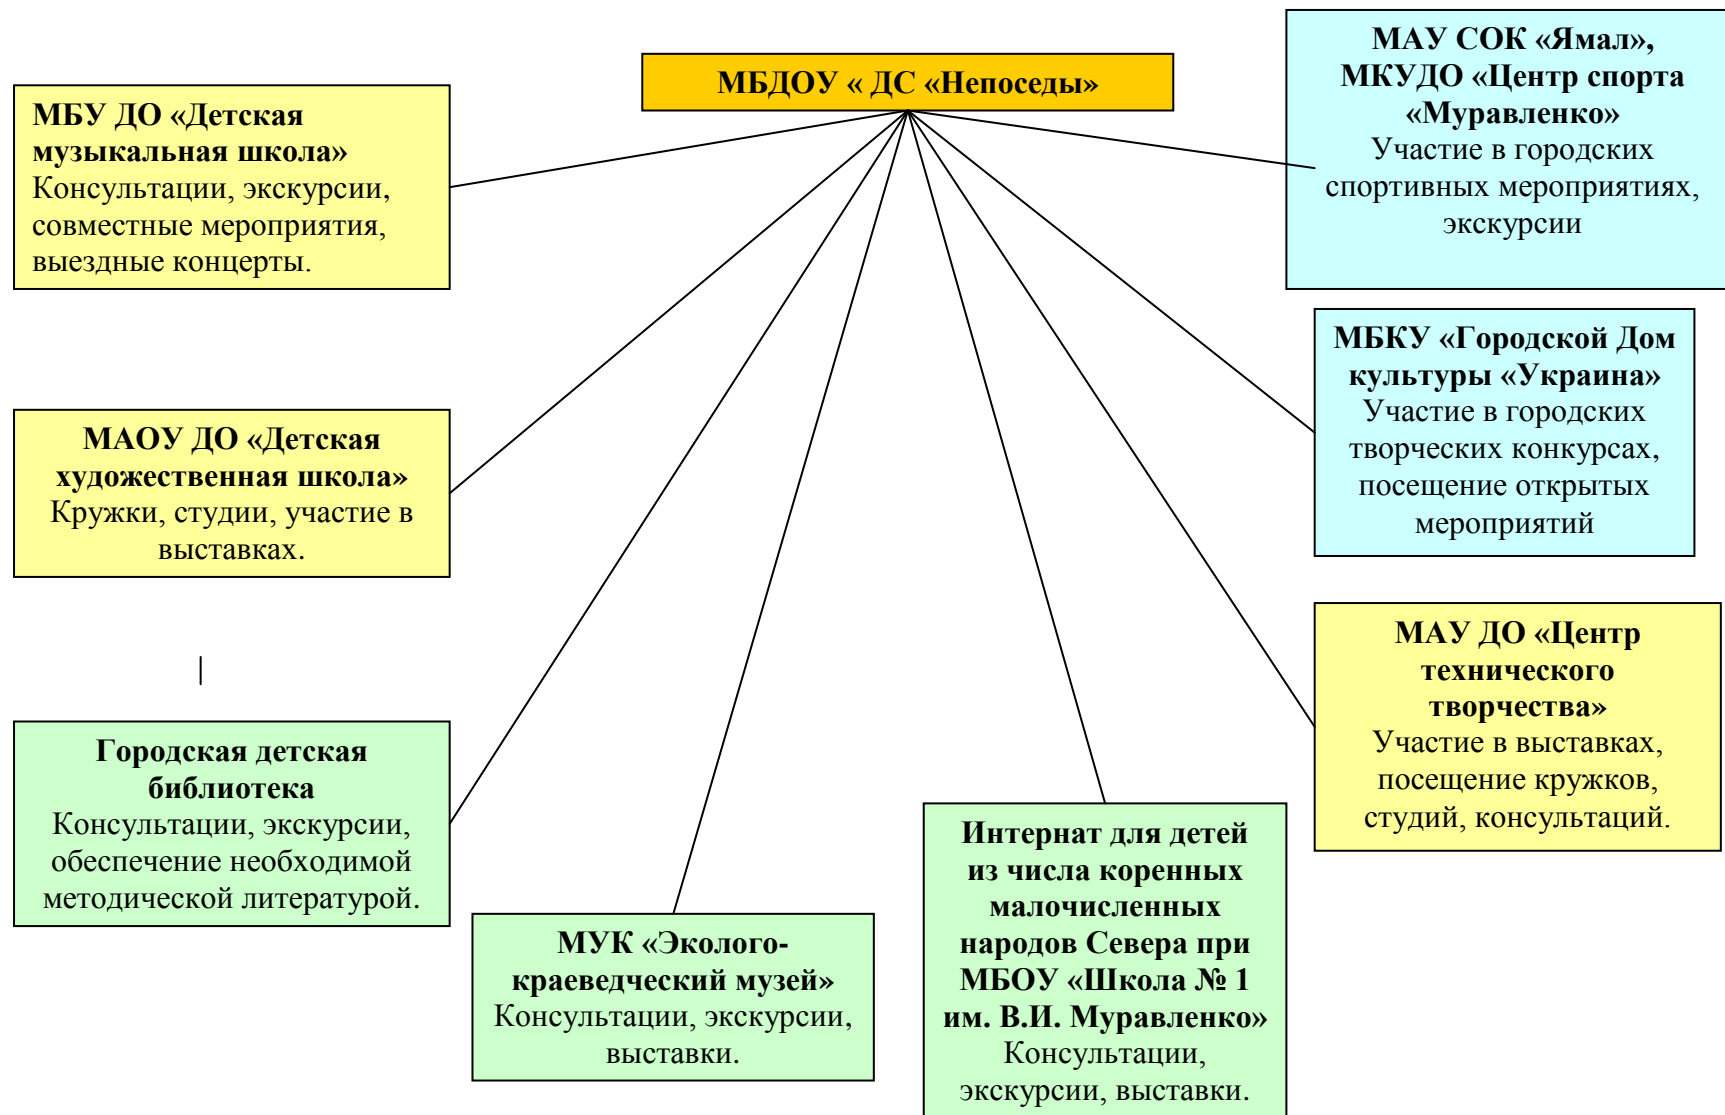 МБДОУ « ДС «Непоседы»
МБУ ДО «Детская
музыкальная школа»
Консультации, экскурсии,
совместные мероприятия,
выездные концерты.
МАОУ ДО «Детская
художественная школа»
Кружки, студии, участие в
выставках.
Городская детская
библиотека
Консультации, экскурсии,
обеспечение необходимой
методической литературой.
МУК «Эколого-
краеведческий музей»
Консультации, экскурсии,
выставки.
Интернат для детей
из числа коренных
малочисленных
народов Севера при
МБОУ «Школа № 1
им. В.И. Муравленко»
Консультации,
экскурсии, выставки.
МАУ СОК «Ямал»,
МКУДО «Центр спорта
«Муравленко»
Участие в городских
спортивных мероприятиях,
экскурсии
МБКУ «Городской Дом
культуры «Украина»
Участие в городских
творческих конкурсах,
посещение открытых
мероприятий
МАУ ДО «Центр
технического
творчества»
Участие в выставках,
посещение кружков,
студий, консультаций.